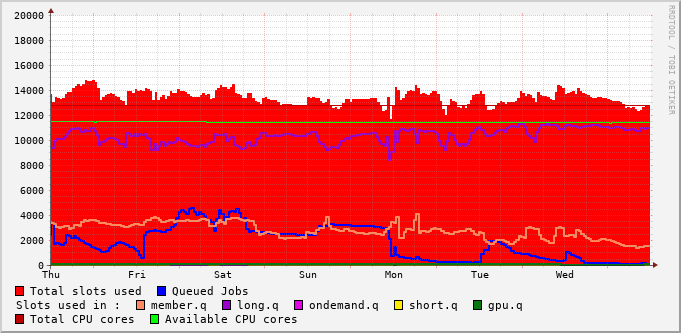 20000
18000
16000
14000
12000
10000
8000
6000
4000
2000
0
Thu Fri Sat Sun Mon Tue Wed
RRDTOOL / TOBI OETIKER
Total slots used Queued Jobs
Slots used in : member.q long.q ondemand.q short.q gpu.q
Total CPU cores Available CPU cores